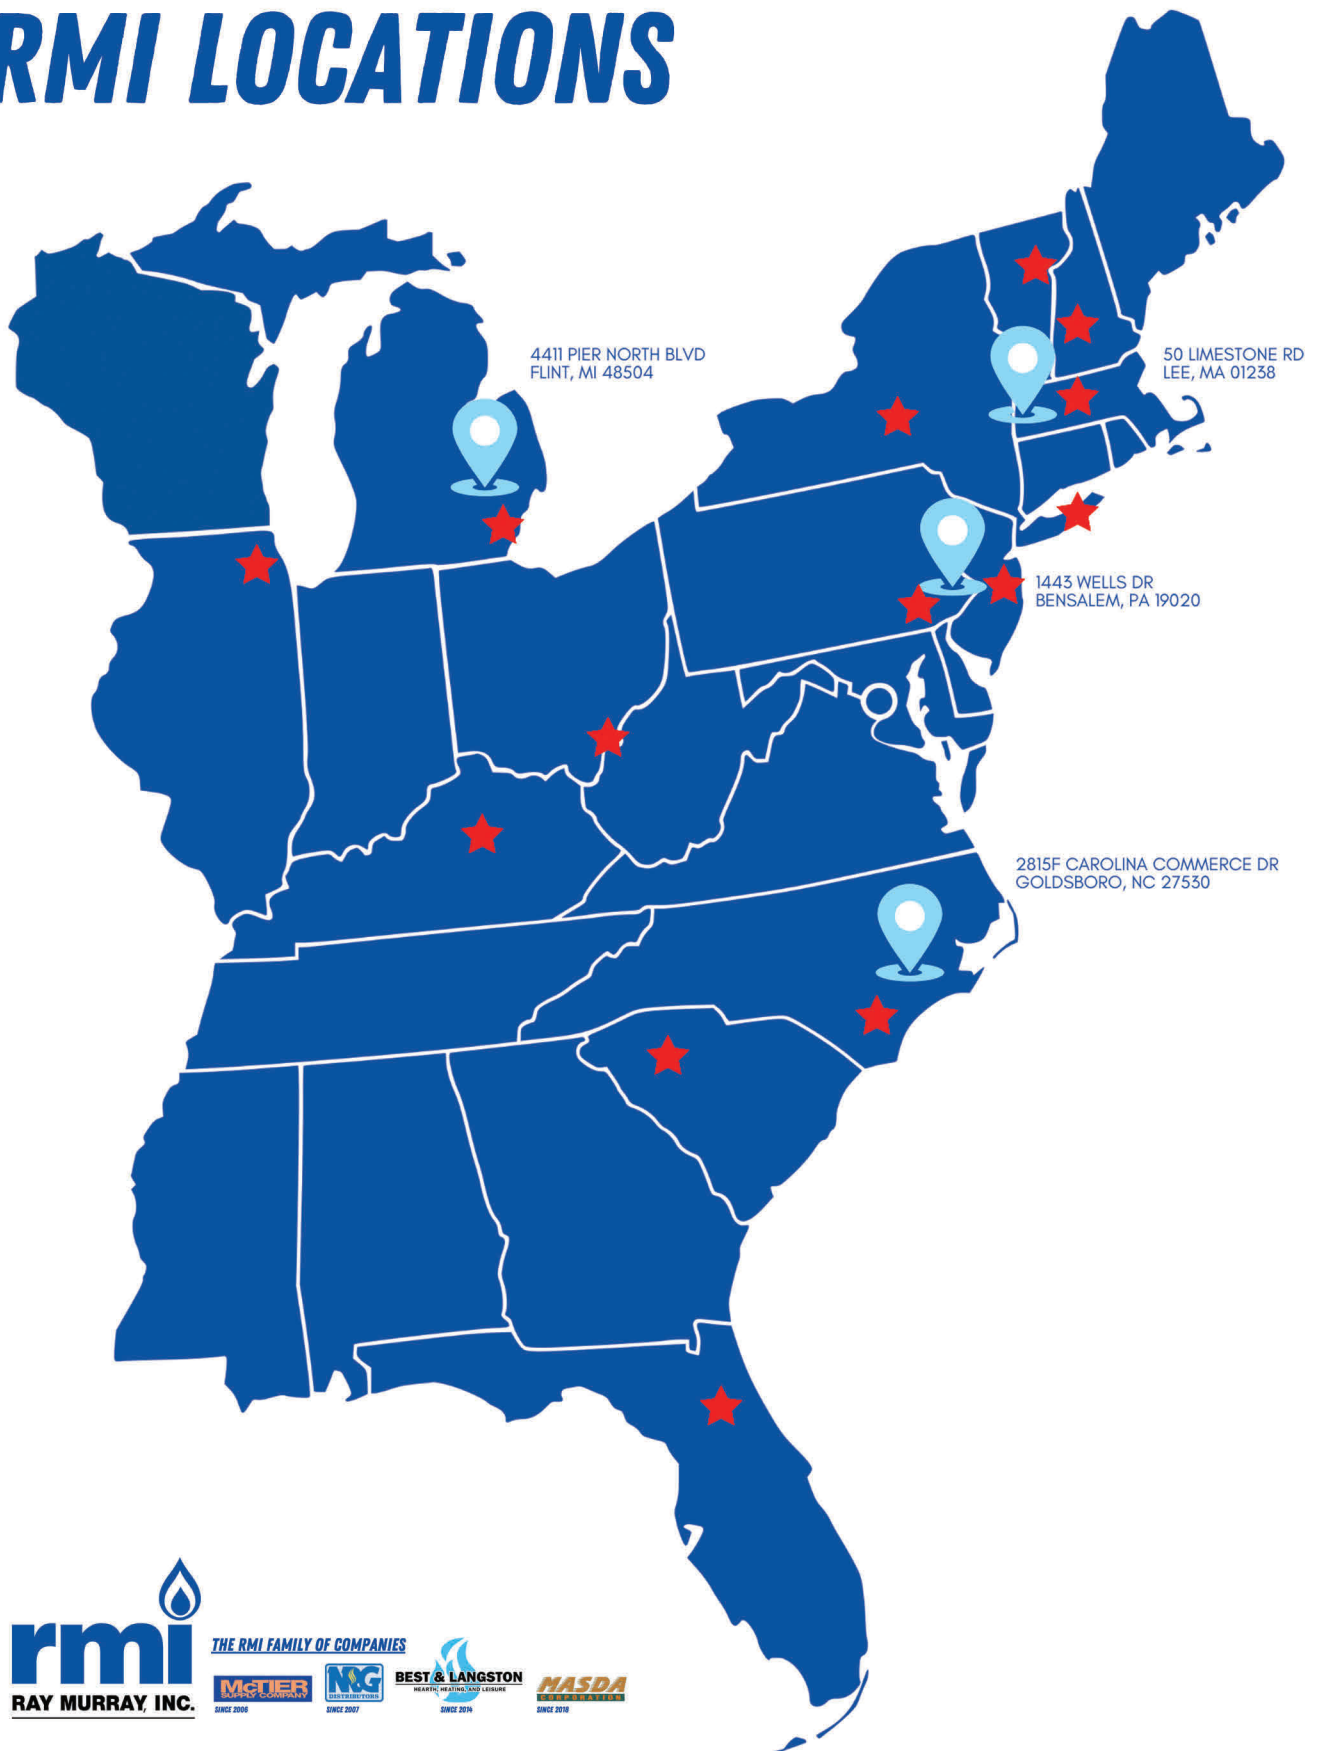 RMI LOCATIONS
4411 PIER NORTH BLVD
FLINT, MI 48504
50 LIMESTONE RD
LEE, MA 01238
1443 WELLS DR
BENSALEM, PA 19020
2815F CAROLINA COMMERCE DR
GOLDSBORO, NC 27530
rmi
RAY MURRAY, INC.
THE RMI FAMILY OF COMPANIES
McTIER
SUPPLY COMPANY
SINCE 2006
NRG
DISTRIBUTORS
SINCE 2007
BEST & LANGSTON
HEARTH, HEATING, AND LEISURE
SINCE 2014
MASDA
CORPORATION
SINCE 2018